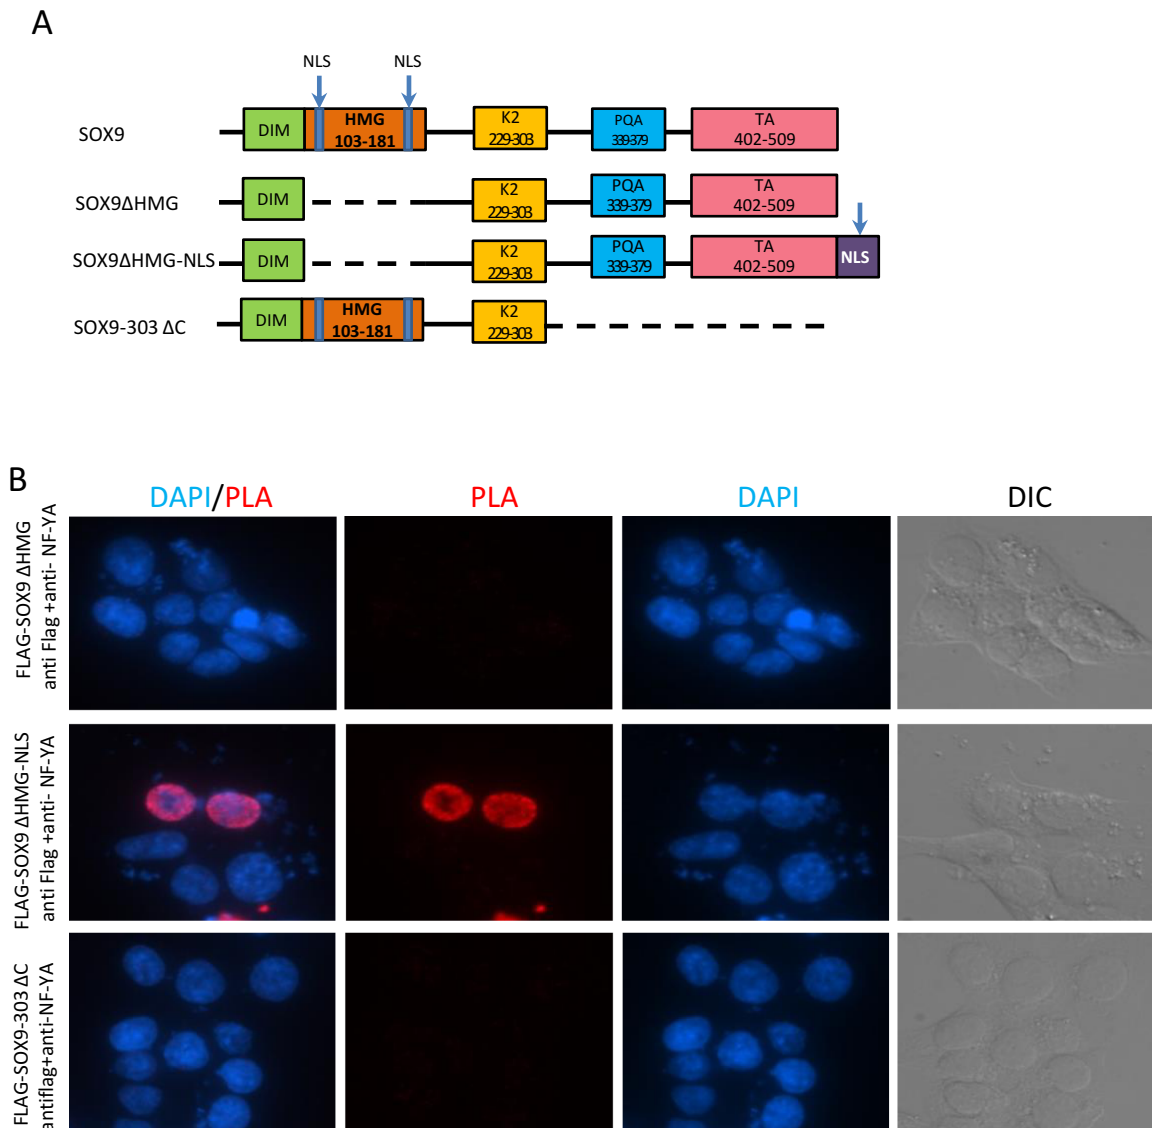 A
NLS NLS
SOX9 DIM HMG 103-181 K2 229-303 PQA 339-379 TA 402-509
SOX9ΔHMG DIM K2 229-303 PQA 339-379 TA 402-509
SOX9ΔHMG-NLS DIM K2 229-303 PQA 339-379 TA 402-509 NLS
SOX9-303 ΔC DIM HMG 103-181 K2 229-303
B
DAPI/PLA PLA DAPI DIC
FLAG-SOX9 ΔHMG
anti Flag +anti- NF-YA
FLAG-SOX9 ΔHMG-NLS
anti Flag +anti- NF-YA
FLAG-SOX9-303 ΔC
antiflag+anti-NF-YA